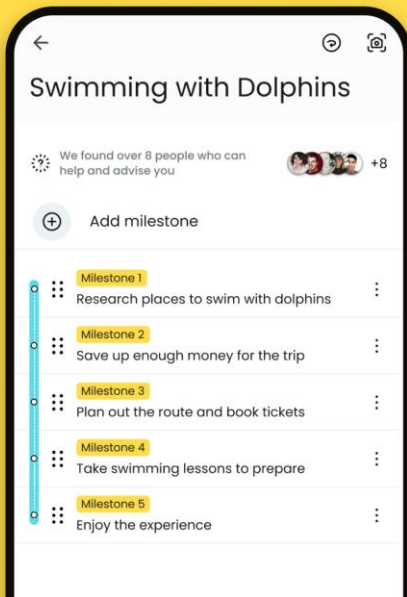 Swimming with Dolphins
We found over 8 people who can
help and advise you
+8
Add milestone
Milestone 1
Research places to swim with dolphins
Milestone 2
Save up enough money for the trip
Milestone 3
Plan out the route and book tickets
Milestone 4
Take swimming lessons to prepare
Milestone 5
Enjoy the experience